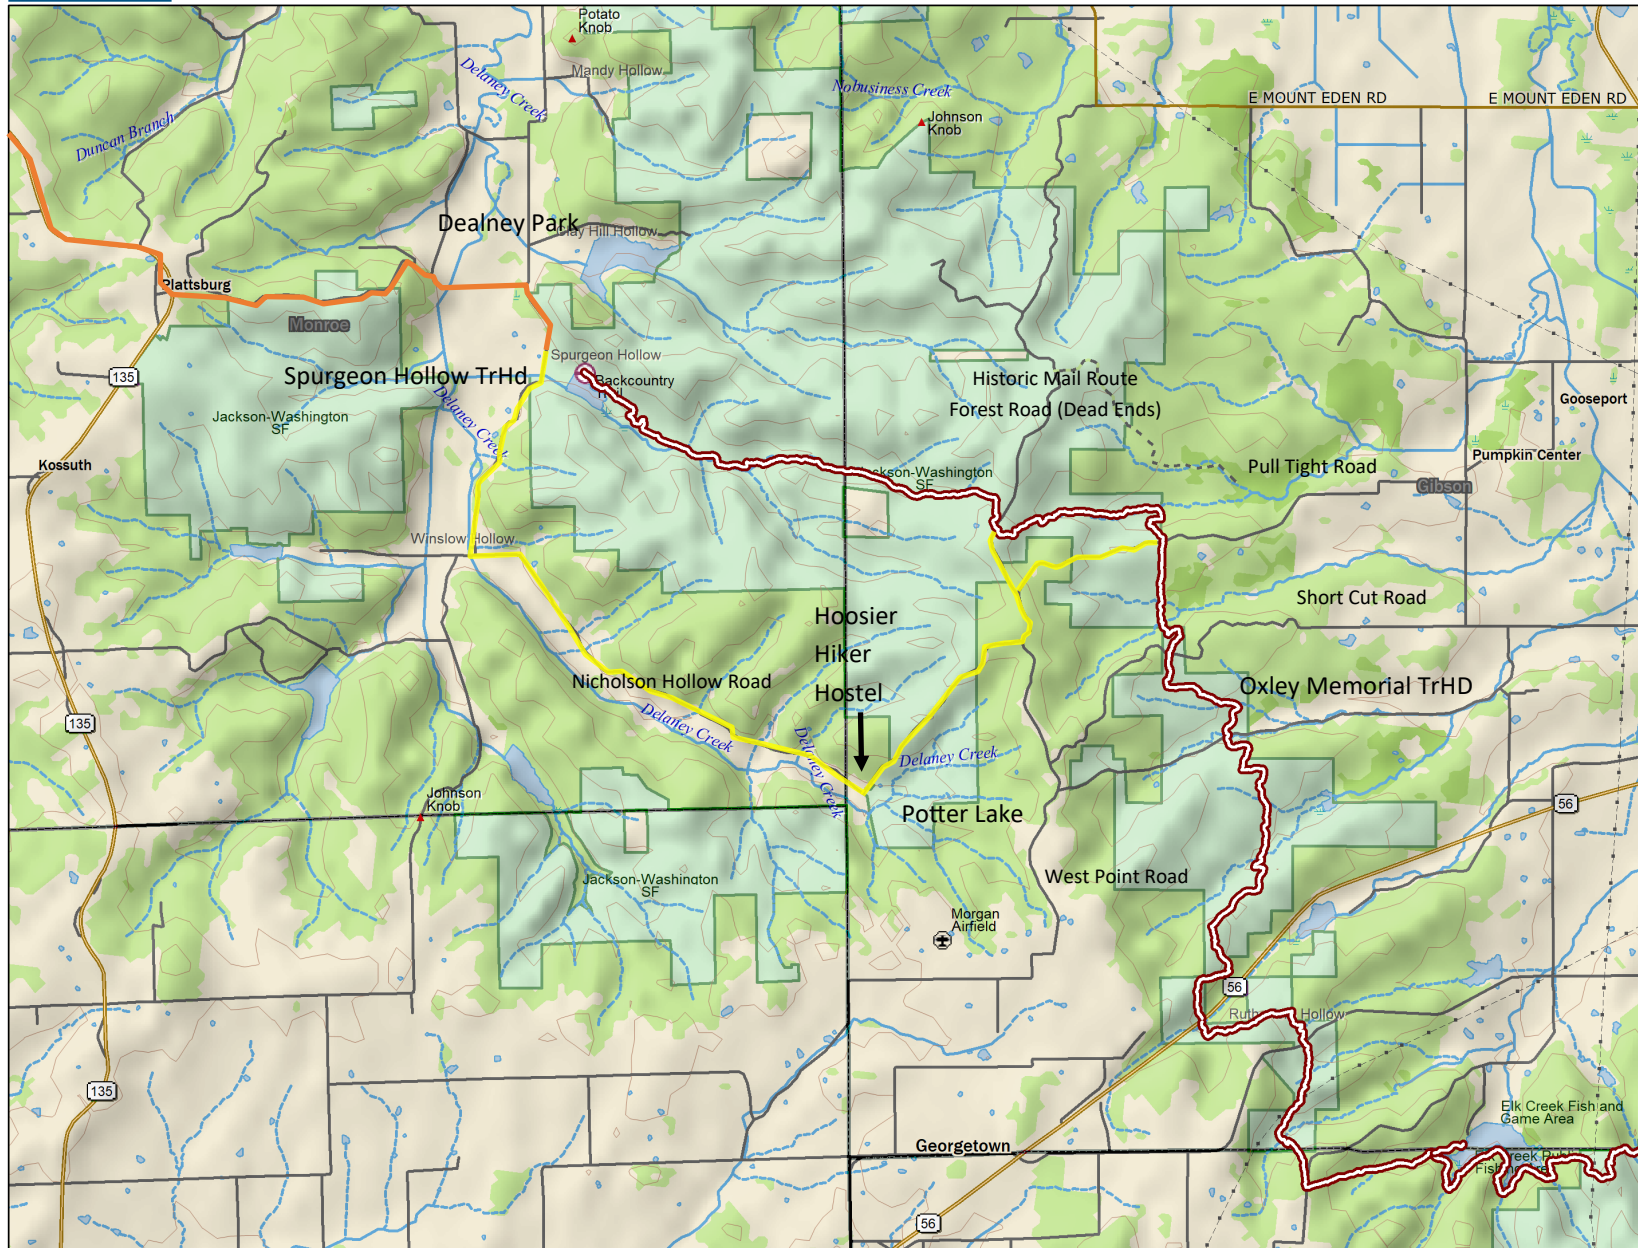 Potato
Knob
Mandy Hollow
Delaney Creek
Nobusiness Creek
Johnson
Knob
E MOUNT EDEN RD
E MOUNT EDEN RD
Duncan Branch
Dealney Park
Clay Hill Hollow
Plattsburg
Monroe
135
Spurgeon Hollow
Spurgeon Hollow TrHd
Backcountry
Jackson-Washington
SF
Delaney Creek
Historic Mail Route
Forest Road (Dead Ends)
Gooseport
Kossuth
Jackson-Washington
SF
Pull Tight Road
Pumpkin Center
Gibson
Winslow Hollow
Hoosier
Hiker
Hostel
Short Cut Road
Nicholson Hollow Road
Oxley Memorial TrHD
135
Delaney Creek
Delaney Creek
Delaney Creek
Johnson
Knob
Potter Lake
56
Jackson-Washington
SF
West Point Road
Morgan
Airfield
56
Hollow
135
Elk Creek Fish and
Game Area
Georgetown
56